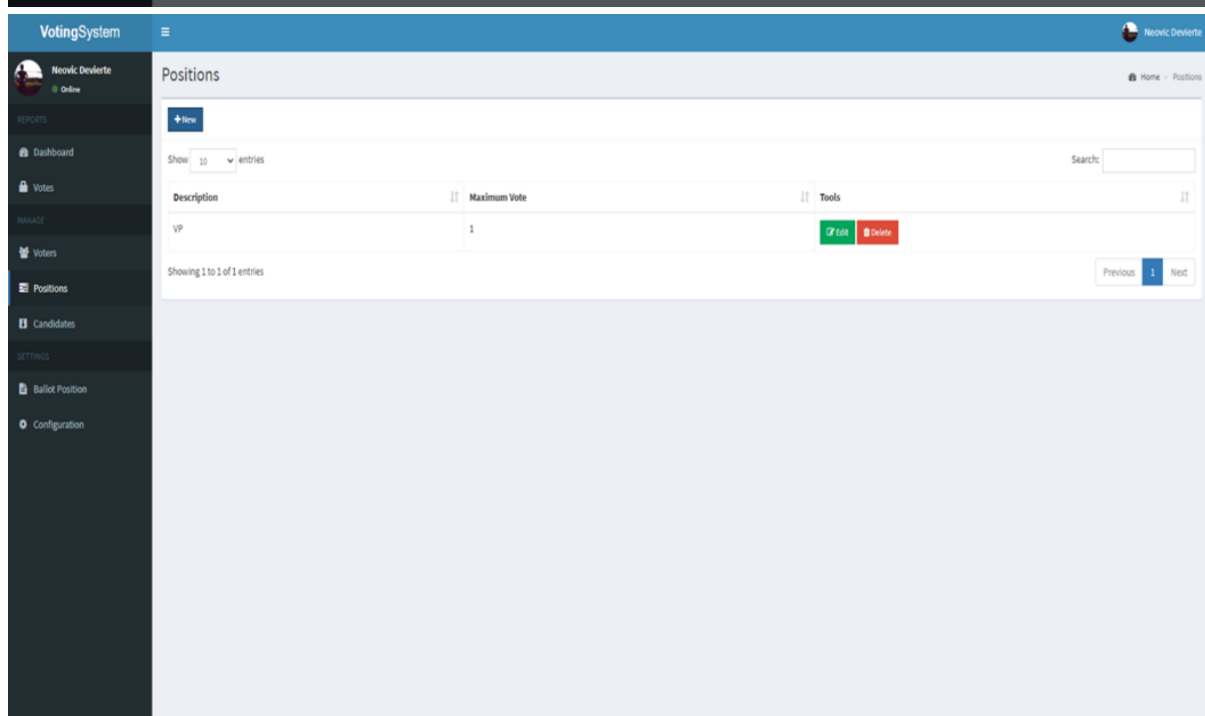 VotingSystem
Neovic Devierte
Neovic Devierte
Online
Positions
Home > Positions
REPORTS
Dashboard
Votes
MANAGE
Voters
Positions
Candidates
SETTINGS
Ballot Position
Configuration
+ New
Show 10 entries
Search:
Description Maximum Vote Tools
VP 1 Edit Delete
Showing 1 to 1 of 1 entries
Previous 1 Next